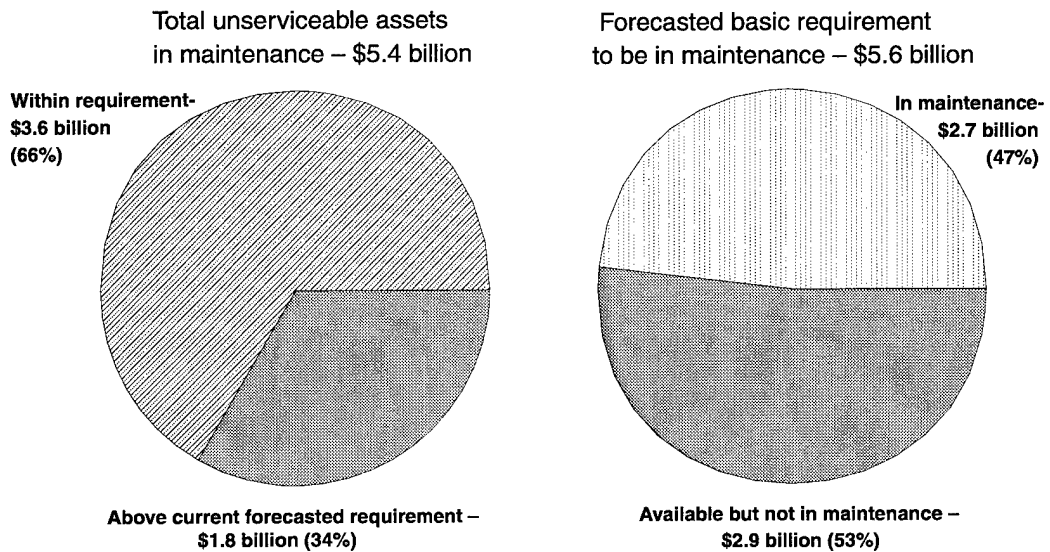 Total unserviceable assets
in maintenance – $5.4 billion
Within requirement-
$3.6 billion
(66%)
Above current forecasted requirement –
$1.8 billion (34%)
Forecasted basic requirement
to be in maintenance – $5.6 billion
In maintenance-
$2.7 billion
(47%)
Available but not in maintenance –
$2.9 billion (53%)